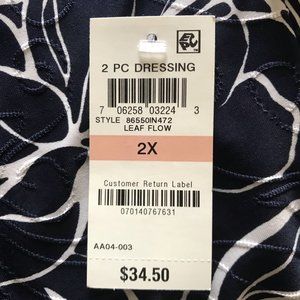 2 PC DRESSING
7 06258 03224 3
STYLE 86550IN472
LEAF FLOW
2X
Customer Return Label
070140767631
AA04-003
$34.50